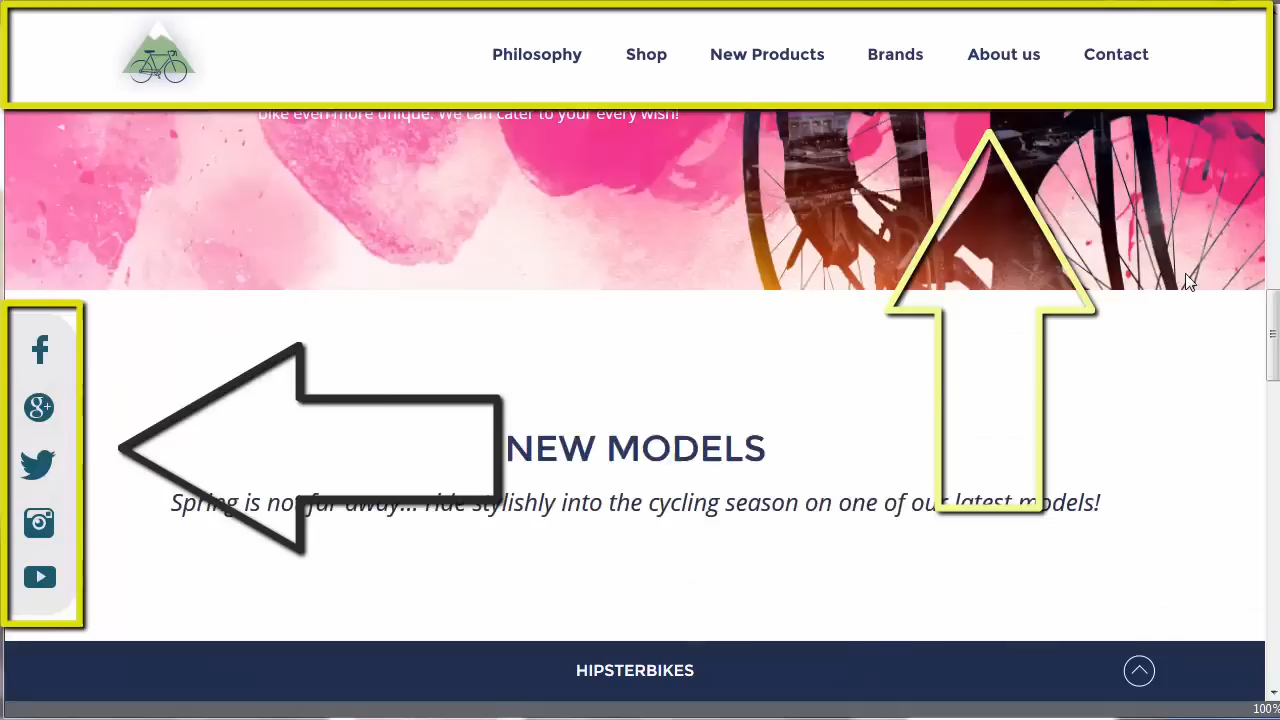 Philosophy Shop New Products Brands About us Contact
bike even more unique. We can cater to your every wish!
g+
NEW MODELS
Spring is not far away... ride stylishly into the cycling season on one of our latest models!
HIPSTERBIKES
100%